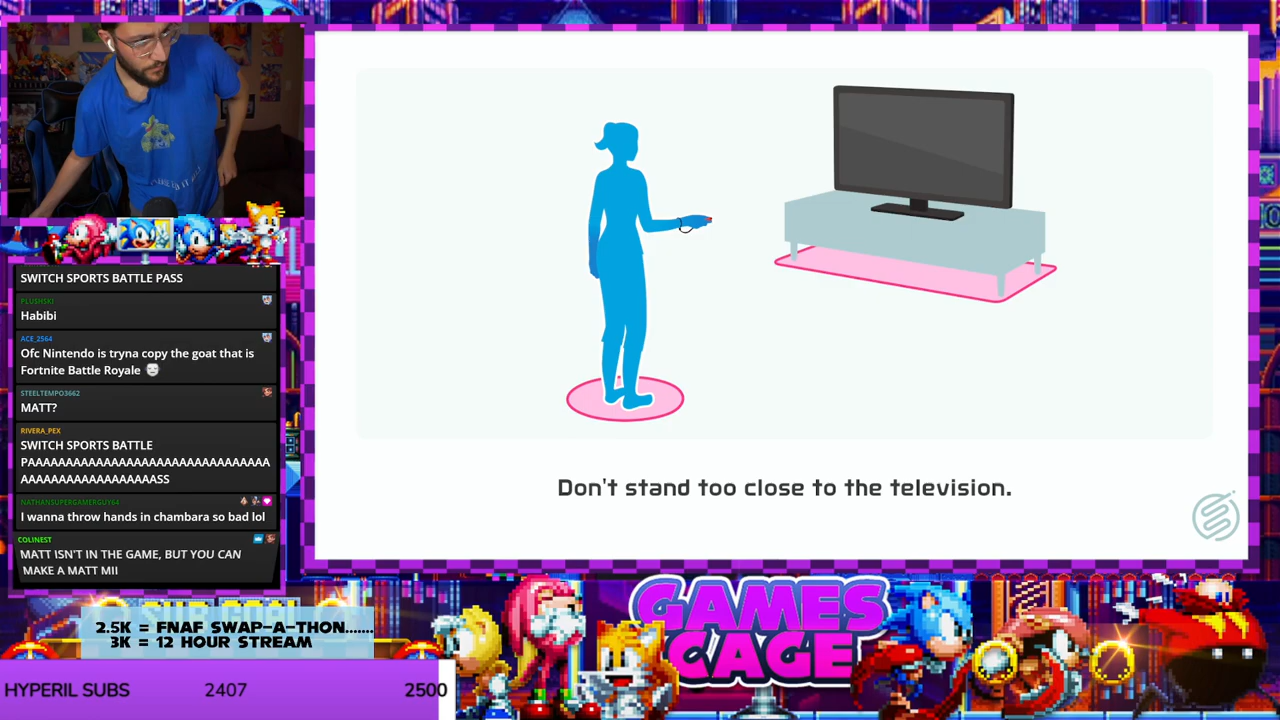 SWITCH SPORTS BATTLE PASS
PLUSHSKI
Habibi
ACE_2564
Ofc Nintendo is tryna copy the goat that is
Fortnite Battle Royale
STEELTEMPO3662
MATT?
RIVERA_PEX
SWITCH SPORTS BATTLE
PAAAAAAAAAAAAAAAAAAAAAAAAAAAAAAA
AAAAAAAAAAAAAAAAAASS
NATHANSUPERGAMERGUY64
I wanna throw hands in chambara so bad lol
COLINEST
MATT ISN'T IN THE GAME, BUT YOU CAN
MAKE A MATT MII
Don't stand too close to the television.
2.5K = FNAF SWAP-A-THON.......
3K = 12 HOUR STREAM
HYPERIL SUBS 2407 2500
GAMES
CAGE